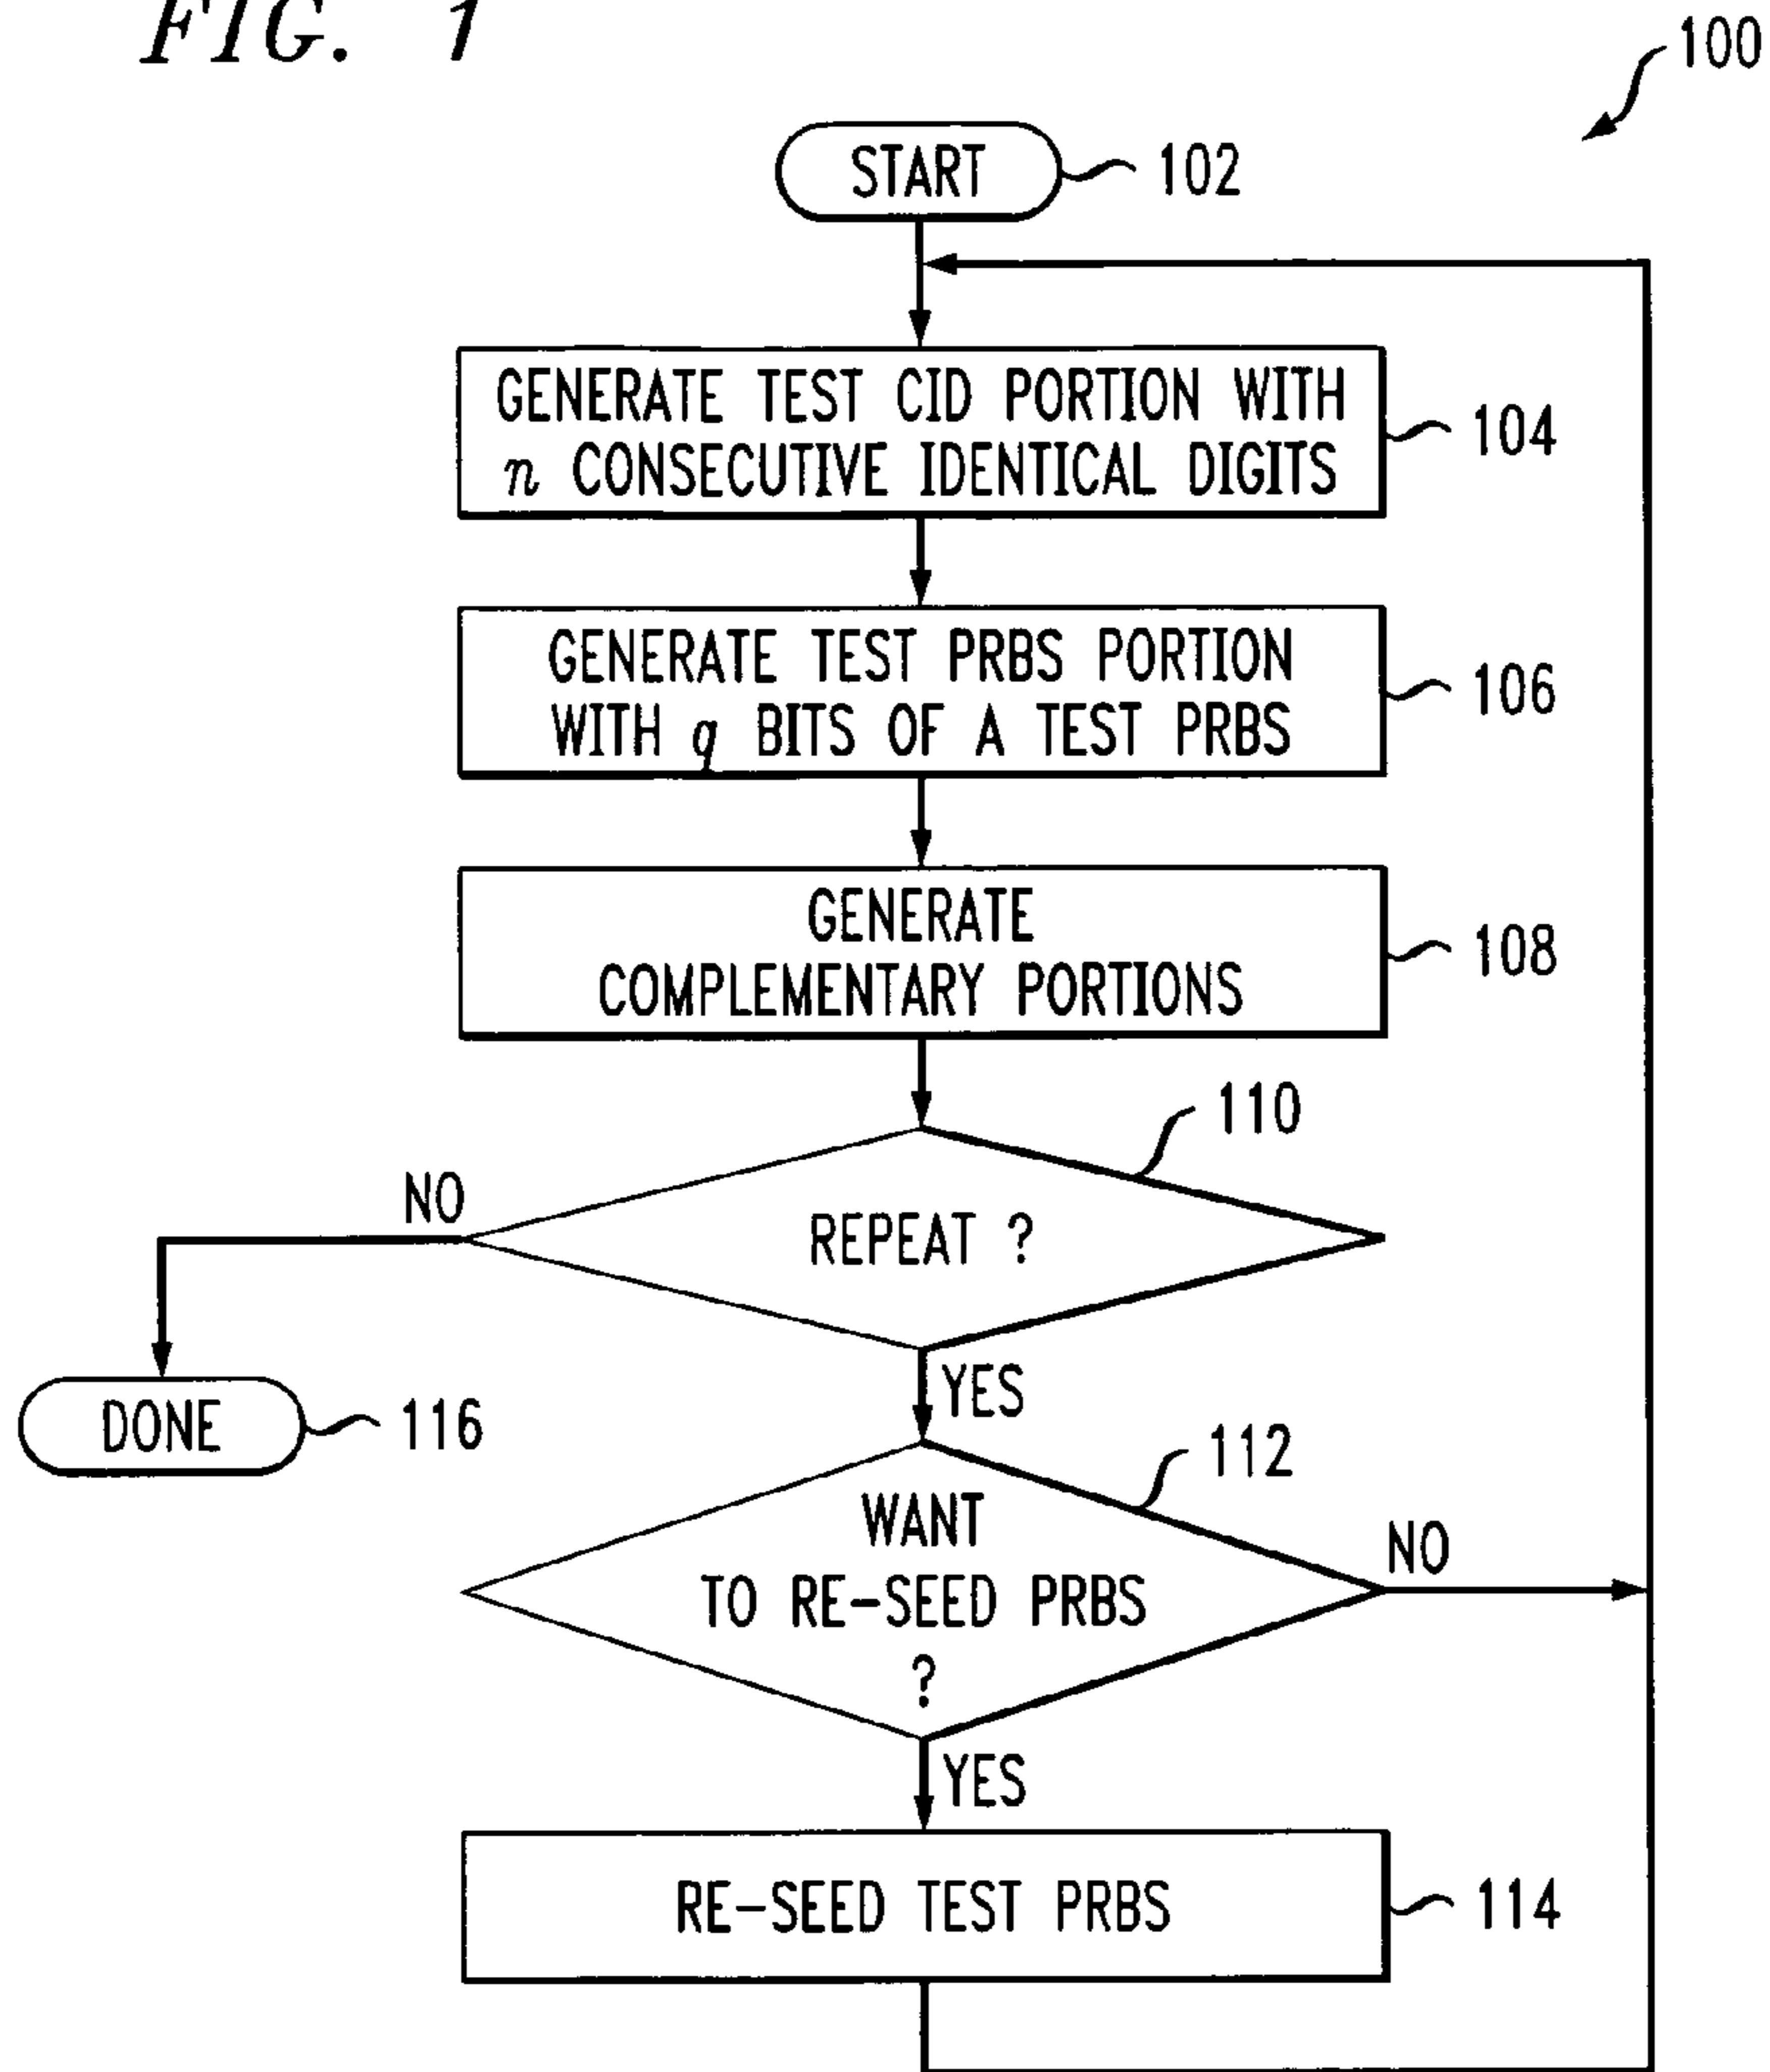 FIG. 1
100
START
102
GENERATE TEST CID PORTION WITH
n CONSECUTIVE IDENTICAL DIGITS
104
GENERATE TEST PRBS PORTION
WITH q BITS OF A TEST PRBS
106
GENERATE
COMPLEMENTARY PORTIONS
108
110
NO
REPEAT ?
YES
DONE
116
112
WANT
TO RE-SEED PRBS
?
NO
YES
RE-SEED TEST PRBS
114